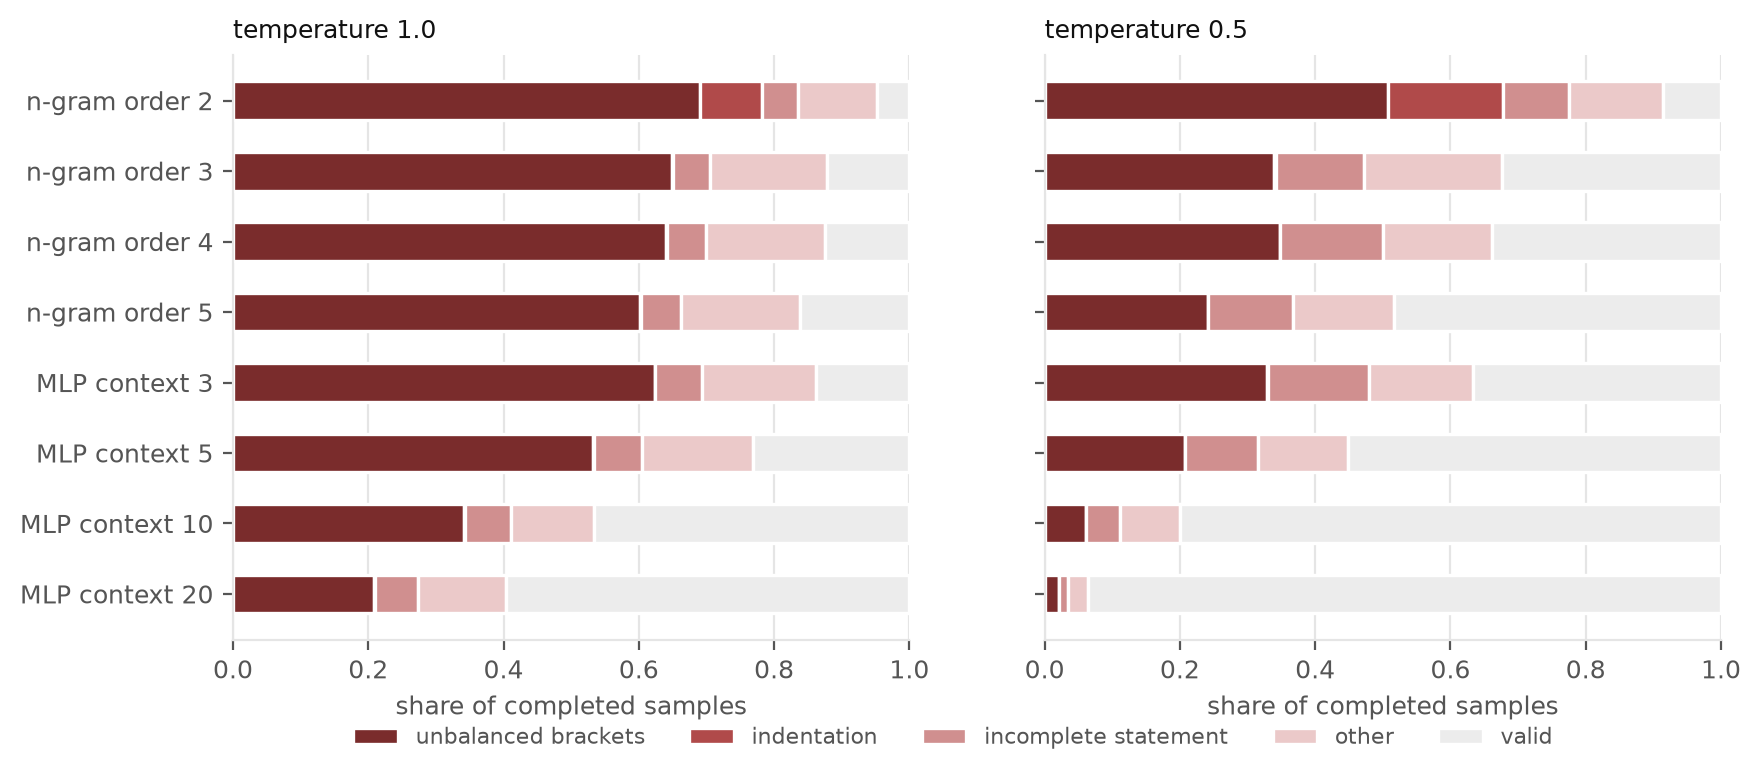 temperature 1.0
temperature 0.5
n-gram order 2
n-gram order 3
n-gram order 4
n-gram order 5
MLP context 3
MLP context 5
MLP context 10
MLP context 20
0.0 0.2 0.4 0.6 0.8 1.0
0.0 0.2 0.4 0.6 0.8 1.0
share of completed samples
share of completed samples
unbalanced brackets indentation incomplete statement other valid